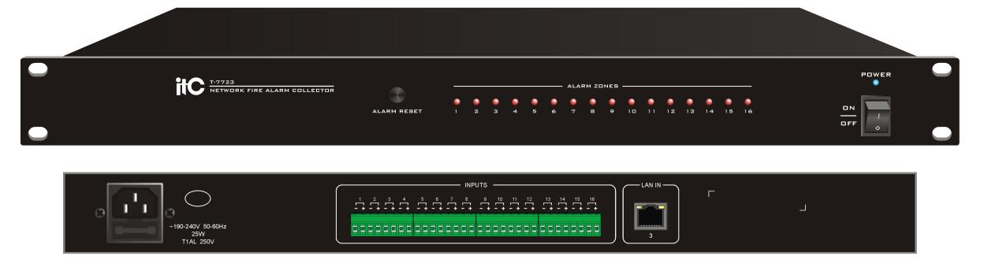 itC T-7723
NETWORK FIRE ALARM COLLECTOR
ALARM RESET
ALARM ZONES
1 2 3 4 5 6 7 8 9 10 11 12 13 14 15 16
POWER
ON
OFF
I
O
~190-240V 50-60Hz
25W
T1AL 250V
INPUTS
1 2 3 4 5 6 7 8 9 10 11 12 13 14 15 16
- + - + - + - + - + - + - + - + - + - + - + - + - + - + - + - +
LAN IN
3